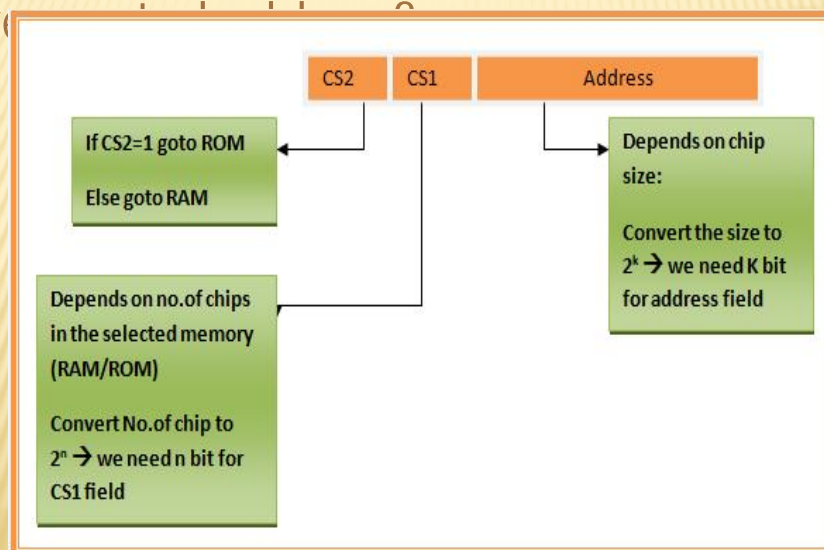 CS2 CS1 Address
If CS2=1 goto ROM
Else goto RAM
Depends on chip
size:
Convert the size to
2ᵏ → we need K bit
for address field
Depends on no.of chips
in the selected memory
(RAM/ROM)
Convert No.of chip to
2ⁿ → we need n bit for
CS1 field